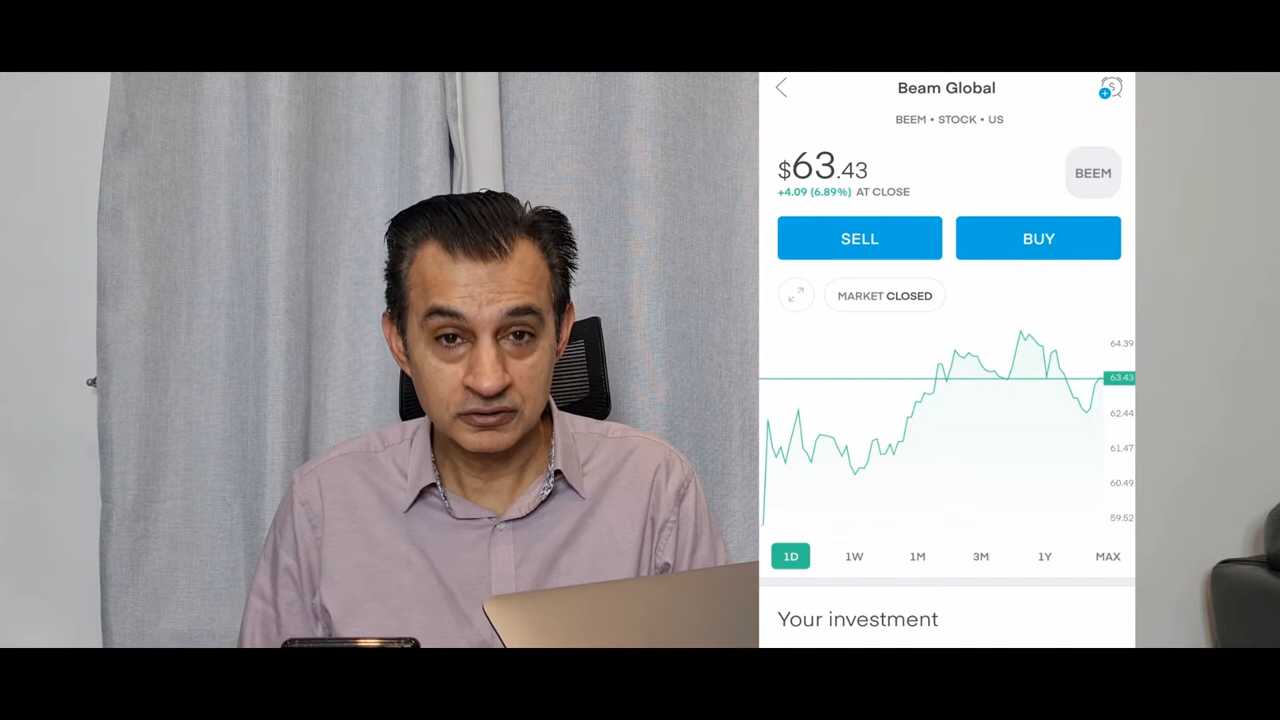 Beam Global
BEEM • STOCK • US
$63.43
+4.09 (6.89%) AT CLOSE
BEEM
SELL
BUY
MARKET CLOSED
64.39
63.43
62.44
61.47
60.49
59.52
1D 1W 1M 3M 1Y MAX
Your investment